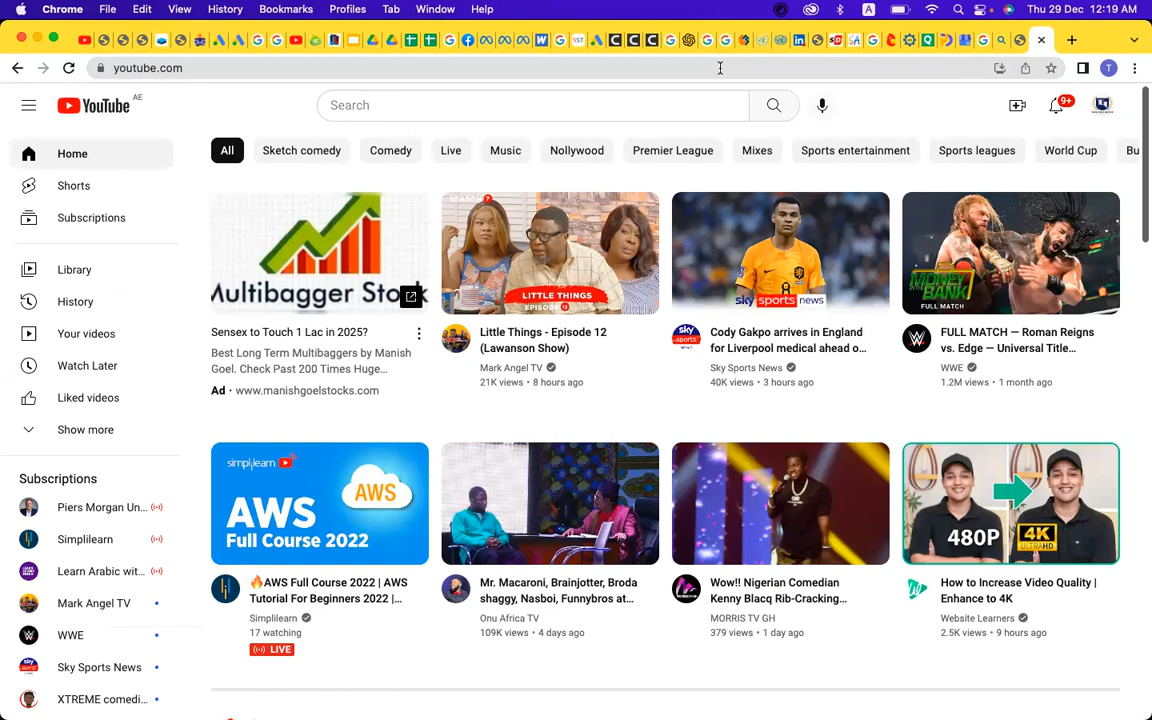 Chrome File Edit View History Bookmarks Profiles Tab Window Help A Thu 29 Dec 12:19 AM
youtube.com T
YouTube AE Search 9+
All Sketch comedy Comedy Live Music Nollywood Premier League Mixes Sports entertainment Sports leagues World Cup Bu
Home
Shorts
Subscriptions
Library
History
Your videos
Watch Later
Liked videos
Show more
Subscriptions
Piers Morgan Un...
Simplilearn
Learn Arabic wit...
Mark Angel TV
WWE
Sky Sports News
XTREME comedi...
Multibagger Stock
Sensex to Touch 1 Lac in 2025?
Best Long Term Multibaggers by Manish
Goel. Check Past 200 Times Huge...
Ad · www.manishgoelstocks.com
SEASON 7
LITTLE THINGS
EPISODE 12
Little Things - Episode 12
(Lawanson Show)
Mark Angel TV
21K views • 8 hours ago
8
sky sports news
Cody Gakpo arrives in England
for Liverpool medical ahead o...
Sky Sports News
40K views • 3 hours ago
MONEY
BANK
FULL MATCH
FULL MATCH — Roman Reigns
vs. Edge — Universal Title...
WWE
1.2M views • 1 month ago
simplilearn
AWS
AWS
Full Course 2022
🔥AWS Full Course 2022 | AWS
Tutorial For Beginners 2022 |...
Simplilearn
17 watching
LIVE
Mr. Macaroni, Brainjotter, Broda
shaggy, Nasboi, Funnybros at...
Onu Africa TV
109K views • 4 days ago
Wow!! Nigerian Comedian
Kenny Blacq Rib-Cracking...
MORRIS TV GH
379 views • 1 day ago
480P
4K
ULTRA HD
How to Increase Video Quality |
Enhance to 4K
Website Learners
2.5K views • 9 hours ago